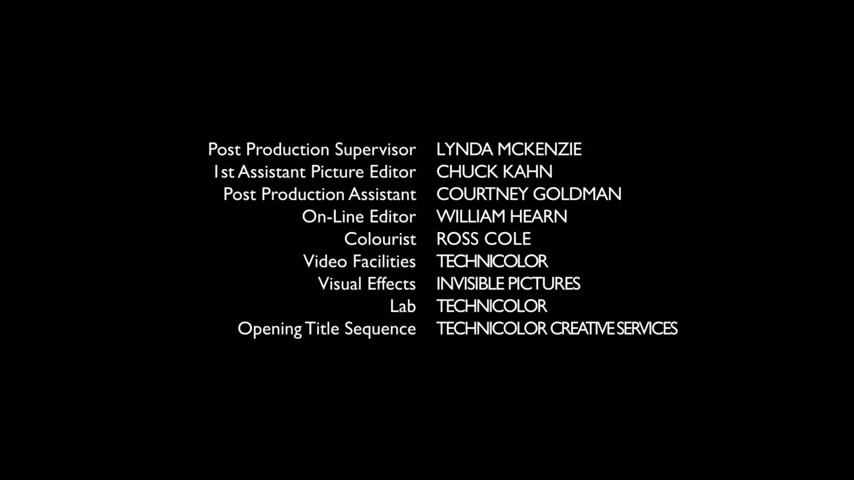 Post Production Supervisor LYNDA MCKENZIE
1st Assistant Picture Editor CHUCK KAHN
Post Production Assistant COURTNEY GOLDMAN
On-Line Editor WILLIAM HEARN
Colourist ROSS COLE
Video Facilities TECHNICOLOR
Visual Effects INVISIBLE PICTURES
Lab TECHNICOLOR
Opening Title Sequence TECHNICOLOR CREATIVE SERVICES